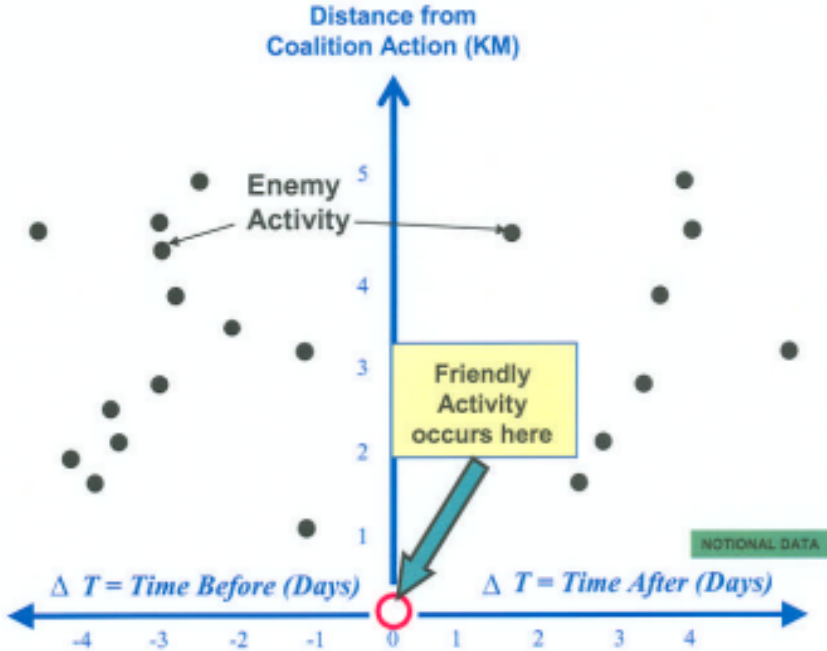 Distance from
Coalition Action (KM)
5
Enemy
Activity
4
3
Friendly
Activity
occurs here
2
1
NOTIONAL DATA
Δ T = Time Before (Days)
Δ T = Time After (Days)
-4 -3 -2 -1 0 1 2 3 4